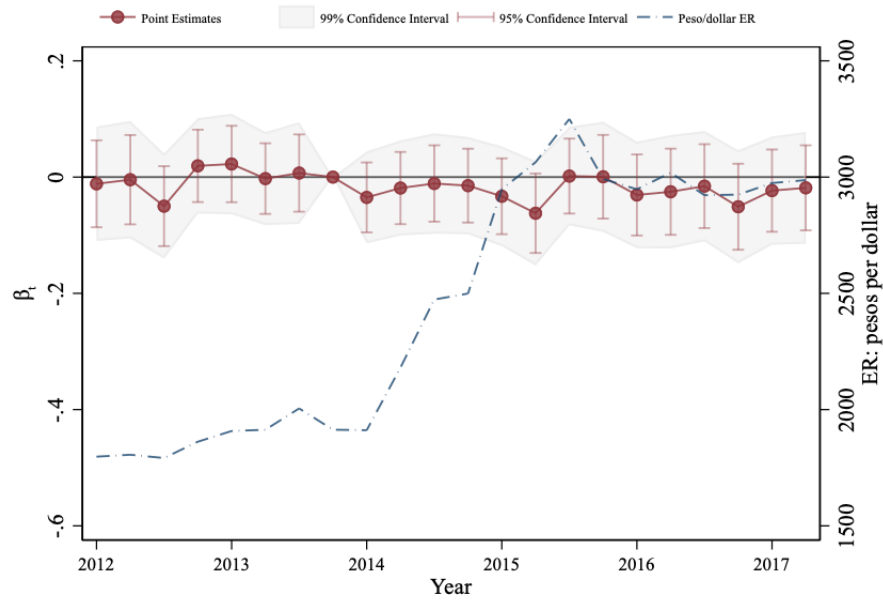 Point Estimates 99% Confidence Interval 95% Confidence Interval Peso/dollar ER
.2
0
-.2
-.4
-.6
βt
3500
3000
2500
2000
1500
ER: pesos per dollar
2012 2013 2014 2015 2016 2017
Year